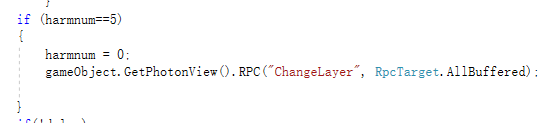 }
if (harmnum==5)
{
harmnum = 0;
gameObject.GetPhotonView().RPC("ChangeLayer", RpcTarget.AllBuffered);
}